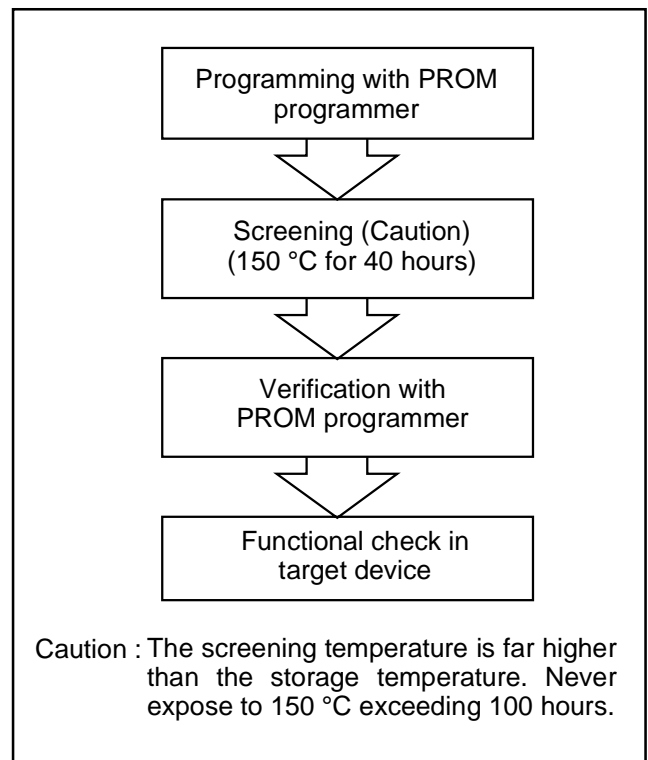 Programming with PROM
programmer
Screening (Caution)
(150 °C for 40 hours)
Verification with
PROM programmer
Functional check in
target device
Caution : The screening temperature is far higher
than the storage temperature. Never
expose to 150 °C exceeding 100 hours.